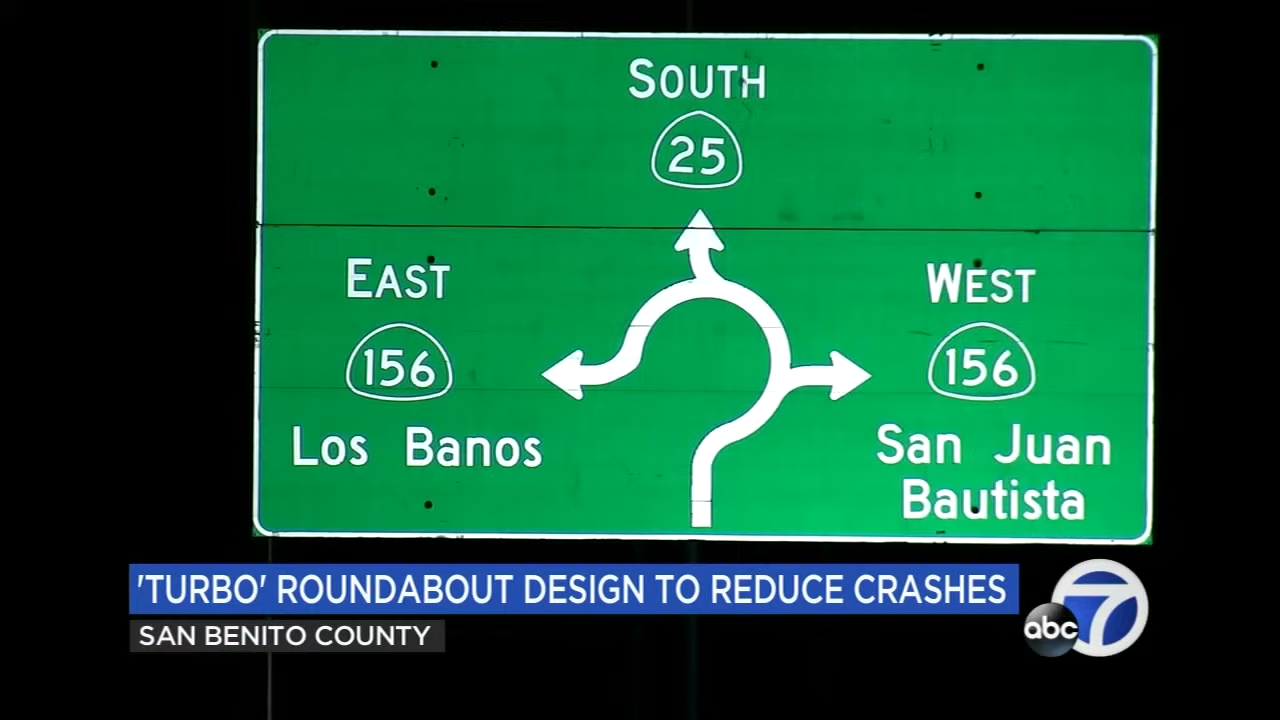 SOUTH
25
EAST
156
Los Banos
WEST
156
San Juan
Bautista
'TURBO' ROUNDABOUT DESIGN TO REDUCE CRASHES
SAN BENITO COUNTY
abc 7